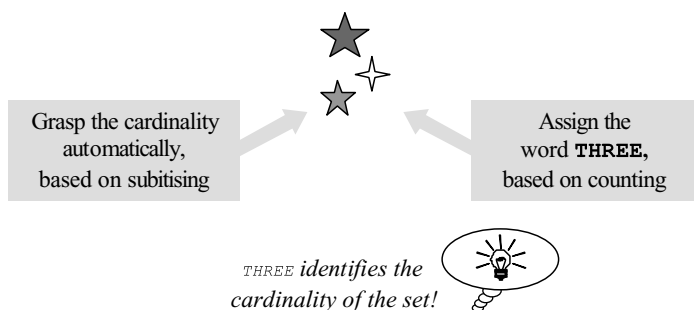 Grasp the cardinality
automatically,
based on subitising
Assign the
word THREE,
based on counting
THREE identifies the
cardinality of the set!